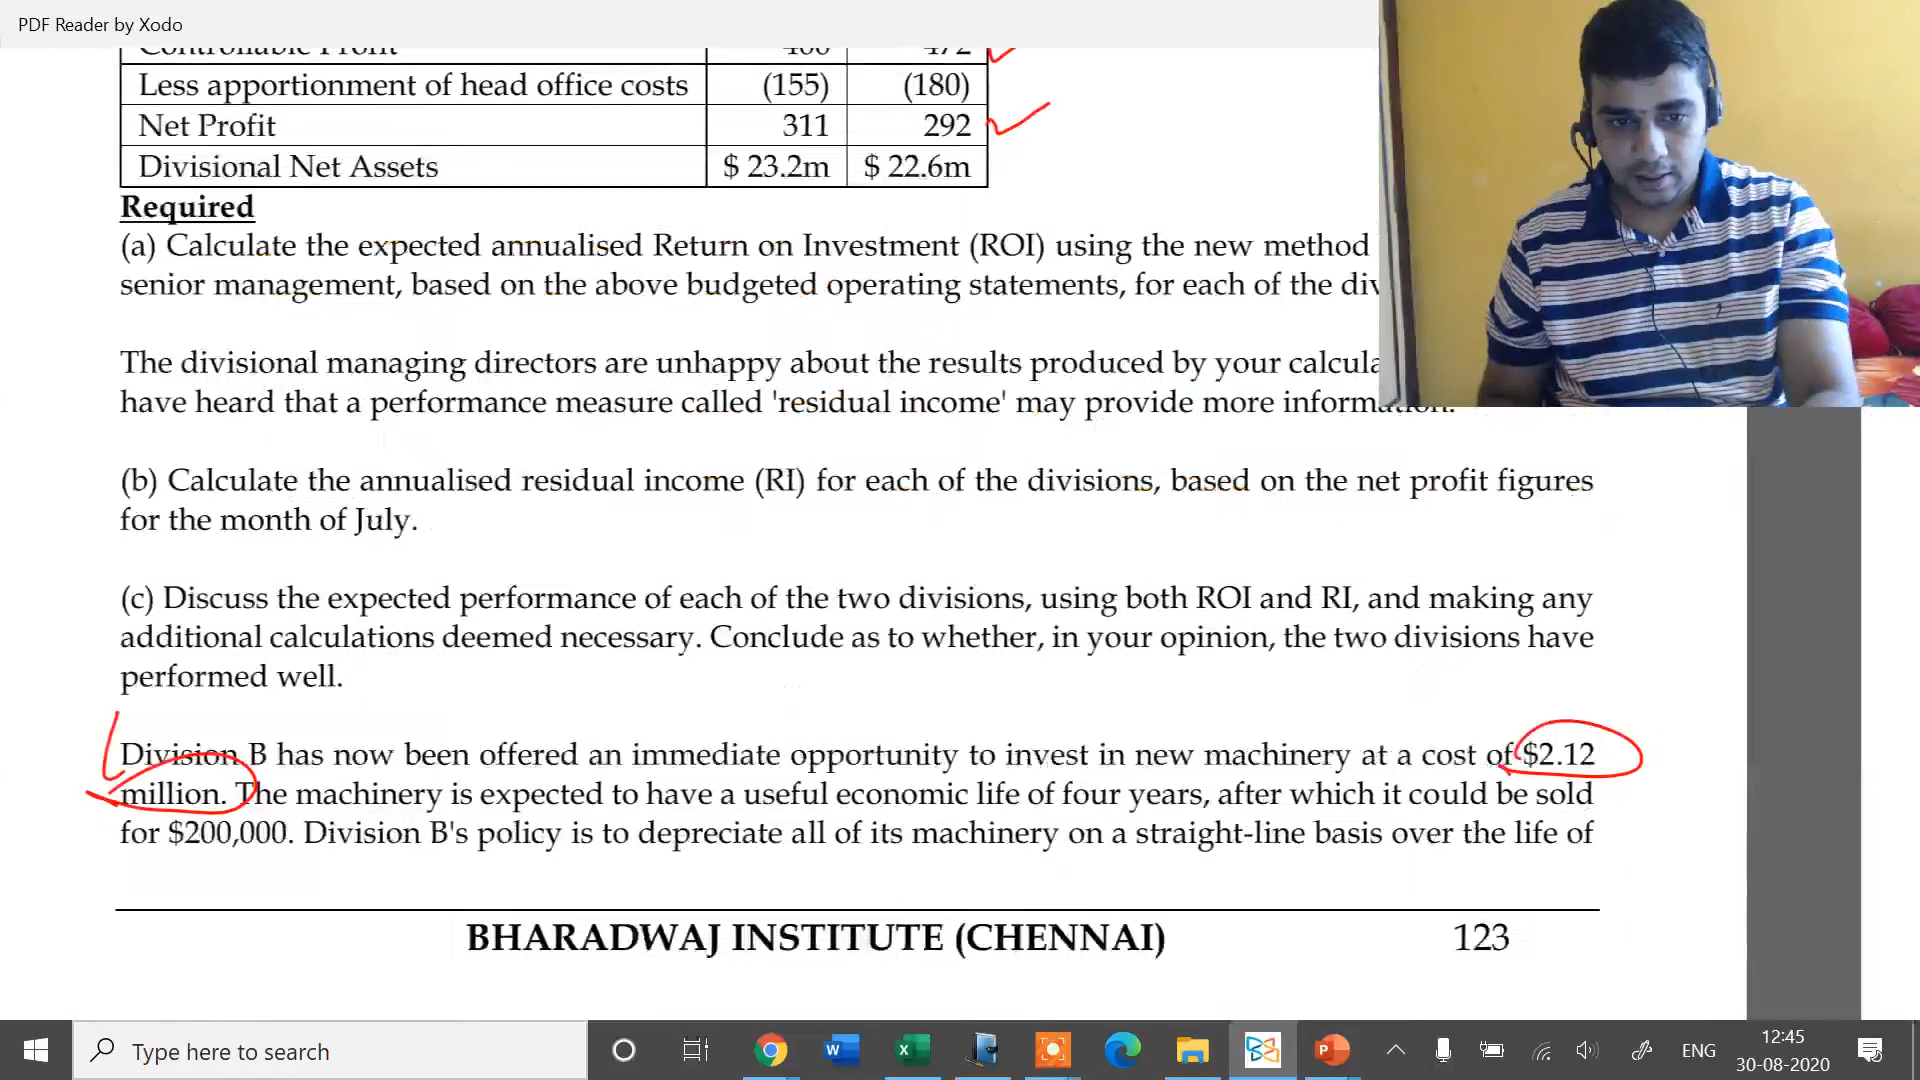 PDF Reader by Xodo
Controllable Profit 466 472
Less apportionment of head office costs (155) (180)
Net Profit 311 292
Divisional Net Assets $ 23.2m $ 22.6m
Required
(a) Calculate the expected annualised Return on Investment (ROI) using the new method
senior management, based on the above budgeted operating statements, for each of the div
The divisional managing directors are unhappy about the results produced by your calcula
have heard that a performance measure called 'residual income' may provide more information.
(b) Calculate the annualised residual income (RI) for each of the divisions, based on the net profit figures
for the month of July.
(c) Discuss the expected performance of each of the two divisions, using both ROI and RI, and making any
additional calculations deemed necessary. Conclude as to whether, in your opinion, the two divisions have
performed well.
Division B has now been offered an immediate opportunity to invest in new machinery at a cost of $2.12
million. The machinery is expected to have a useful economic life of four years, after which it could be sold
for $200,000. Division B's policy is to depreciate all of its machinery on a straight-line basis over the life of
BHARADWAJ INSTITUTE (CHENNAI) 123
Type here to search
ENG
12:45
30-08-2020